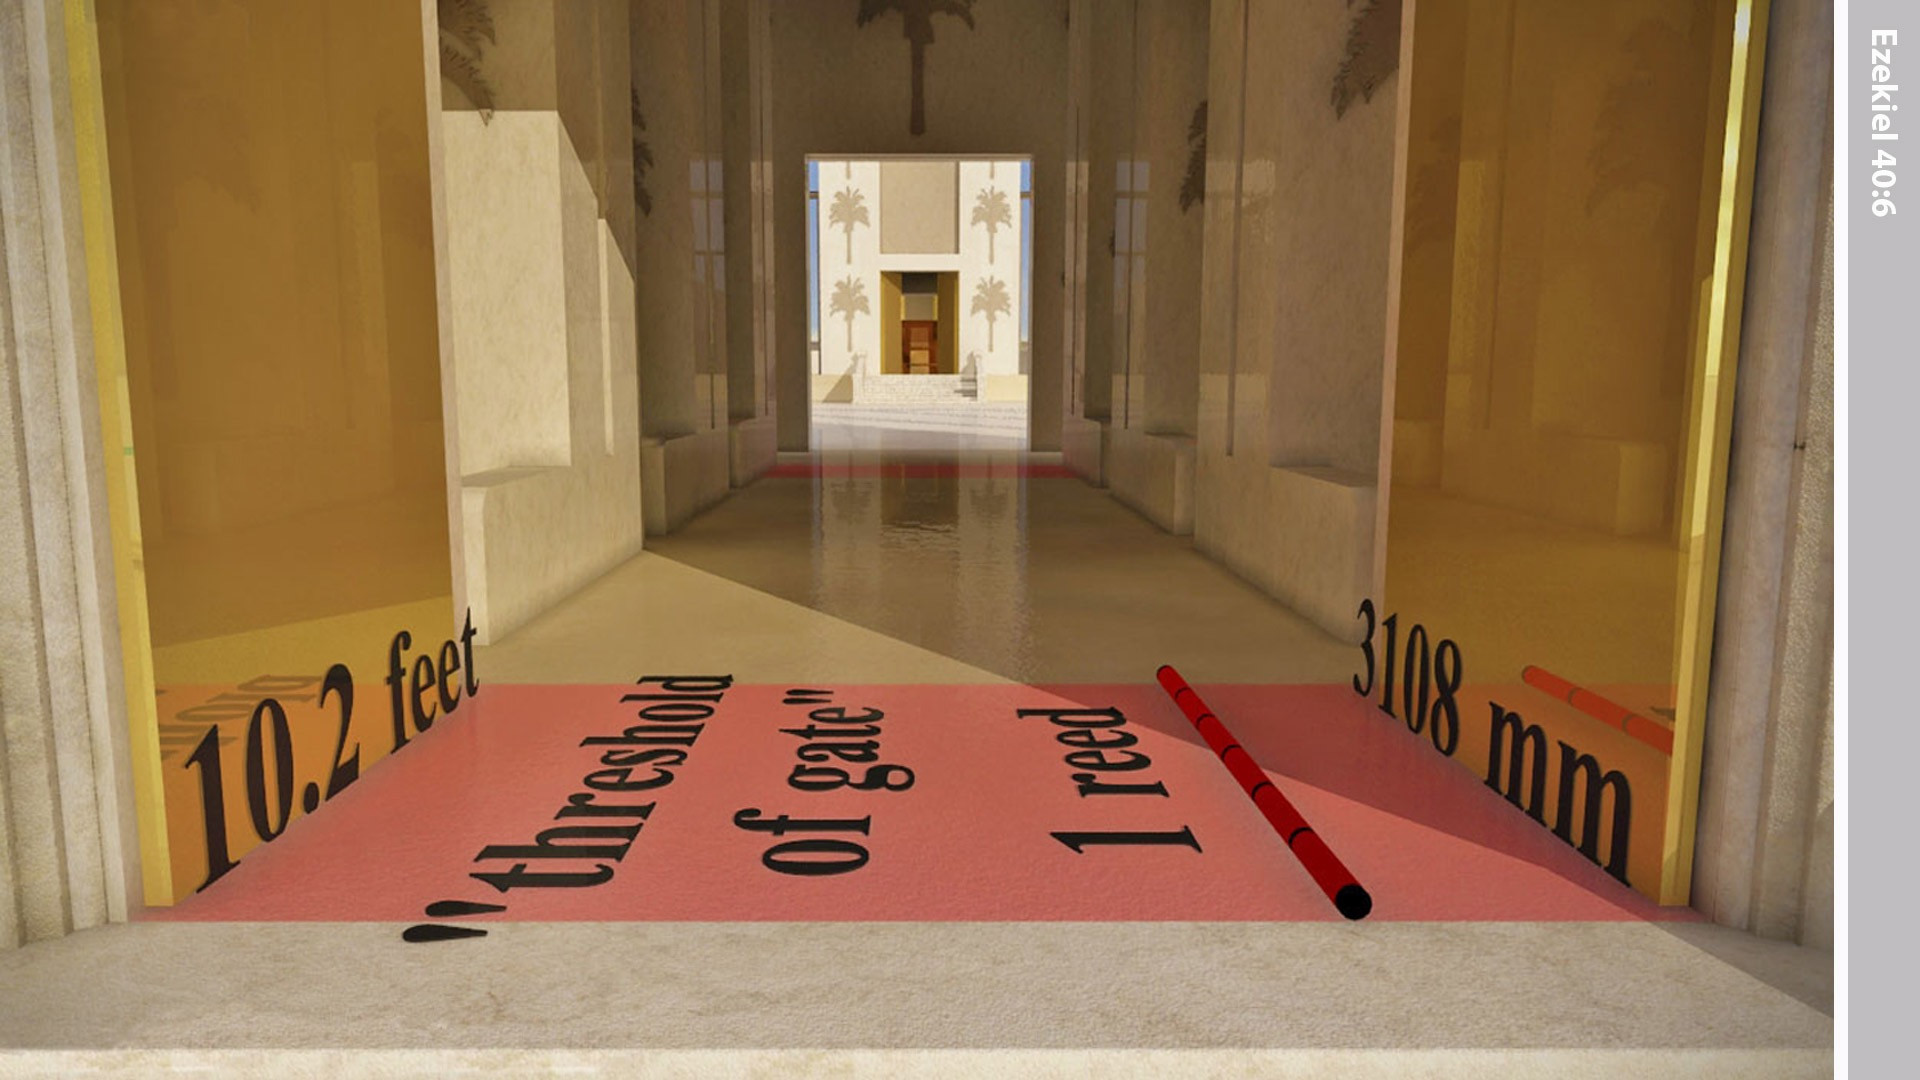 Ezekiel 40:6
10.2 feet
"threshold
of gate"
1 reed
3108 mm